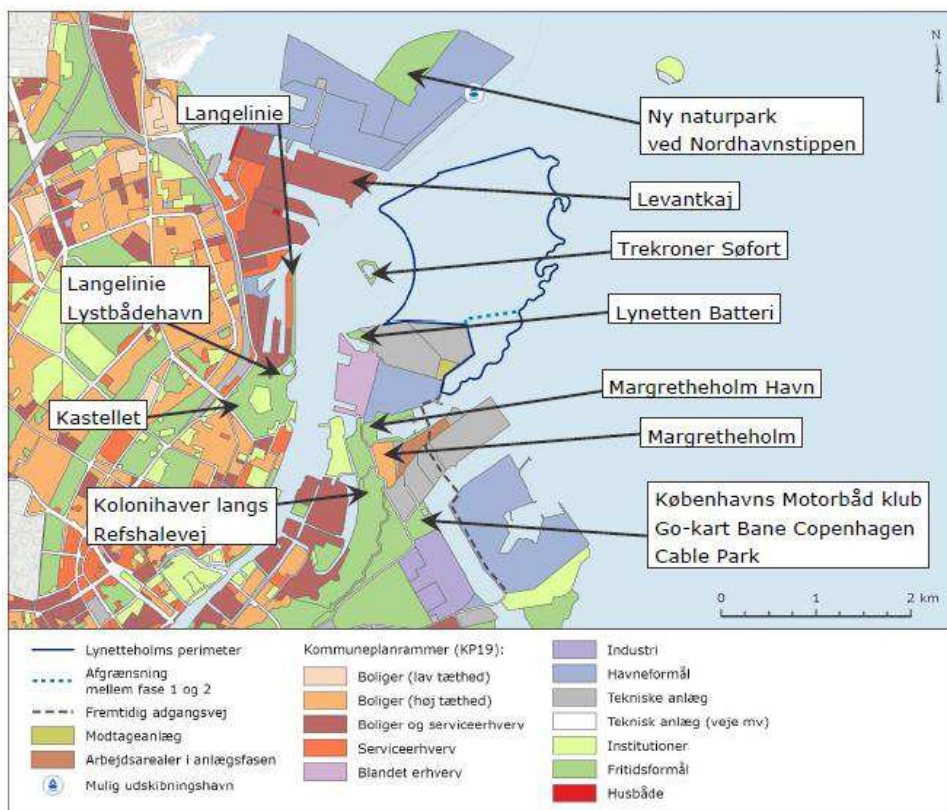 N
Langelinie
Ny naturpark
ved Nordhavnstippen
Levantkaj
Trekroner Søfort
Langelinie
Lystbådehavn
Lynetten Batteri
Margretheholm Havn
Kastellet
Margretheholm
Kolonihaver langs
Refshalevej
Københavns Motorbåd klub
Go-kart Bane Copenhagen
Cable Park
0 1 2 km
Lynetteholms perimeter
Afgrænsning
mellem fase 1 og 2
Fremtidig adgangsvej
Modtageanlæg
Arbejdsarealer i anlægsfasen
Mulig udskibningshavn
Kommuneplanrammer (KP19):
Boliger (lav tæthed)
Boliger (høj tæthed)
Boliger og serviceerhverv
Serviceerhverv
Blandet erhverv
Industri
Havneformål
Tekniske anlæg
Teknisk anlæg (veje mv)
Institutioner
Fritidsformål
Husbåde